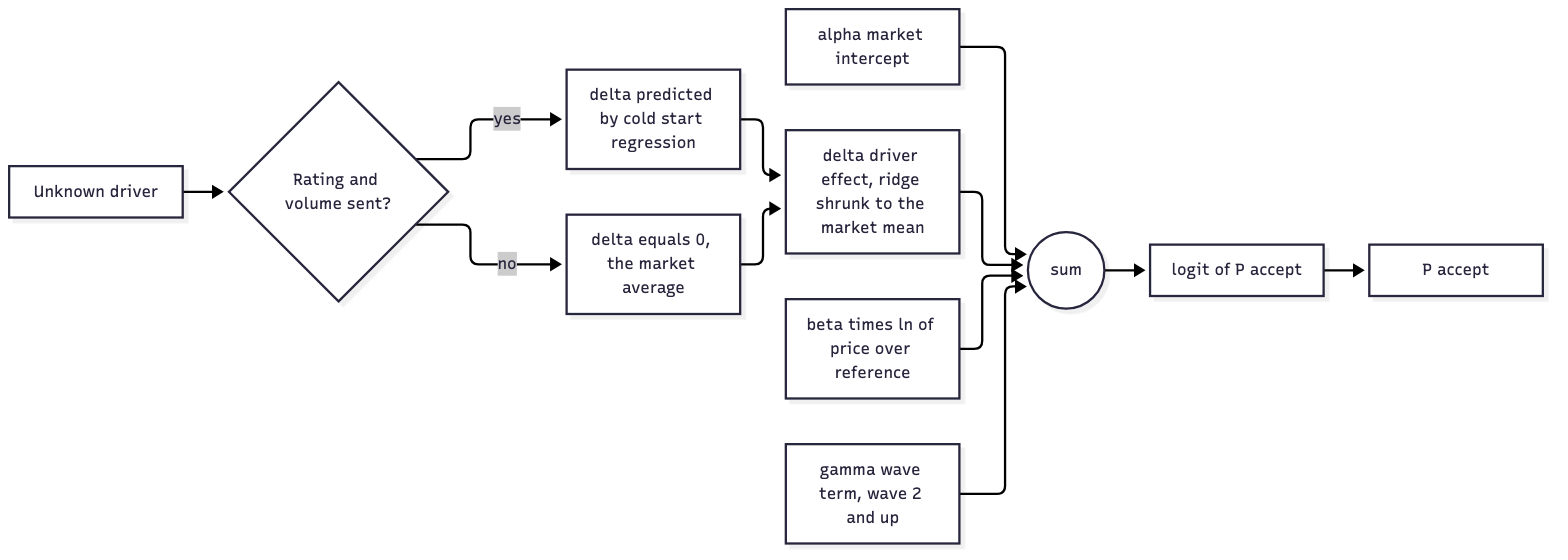 Unknown driver
Rating and
volume sent?
yes
no
delta predicted
by cold start
regression
delta equals 0,
the market
average
alpha market
intercept
delta driver
effect, ridge
shrunk to the
market mean
beta times ln of
price over
reference
gamma wave
term, wave 2
and up
sum
logit of P accept
P accept